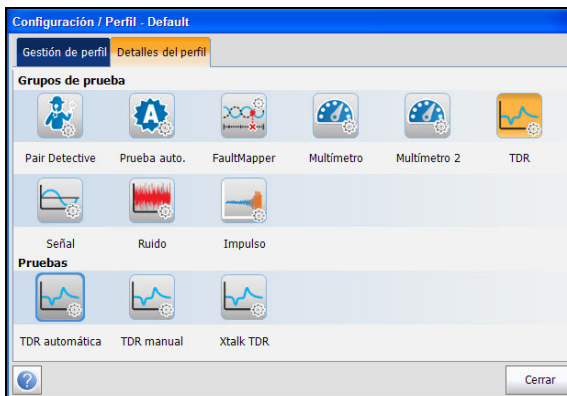 Configuración / Perfil - Default
Gestión de perfil Detalles del perfil
Grupos de prueba
Pair Detective Prueba auto. FaultMapper Multímetro Multímetro 2 TDR
Señal Ruido Impulso
Pruebas
TDR automática TDR manual Xtalk TDR
Cerrar